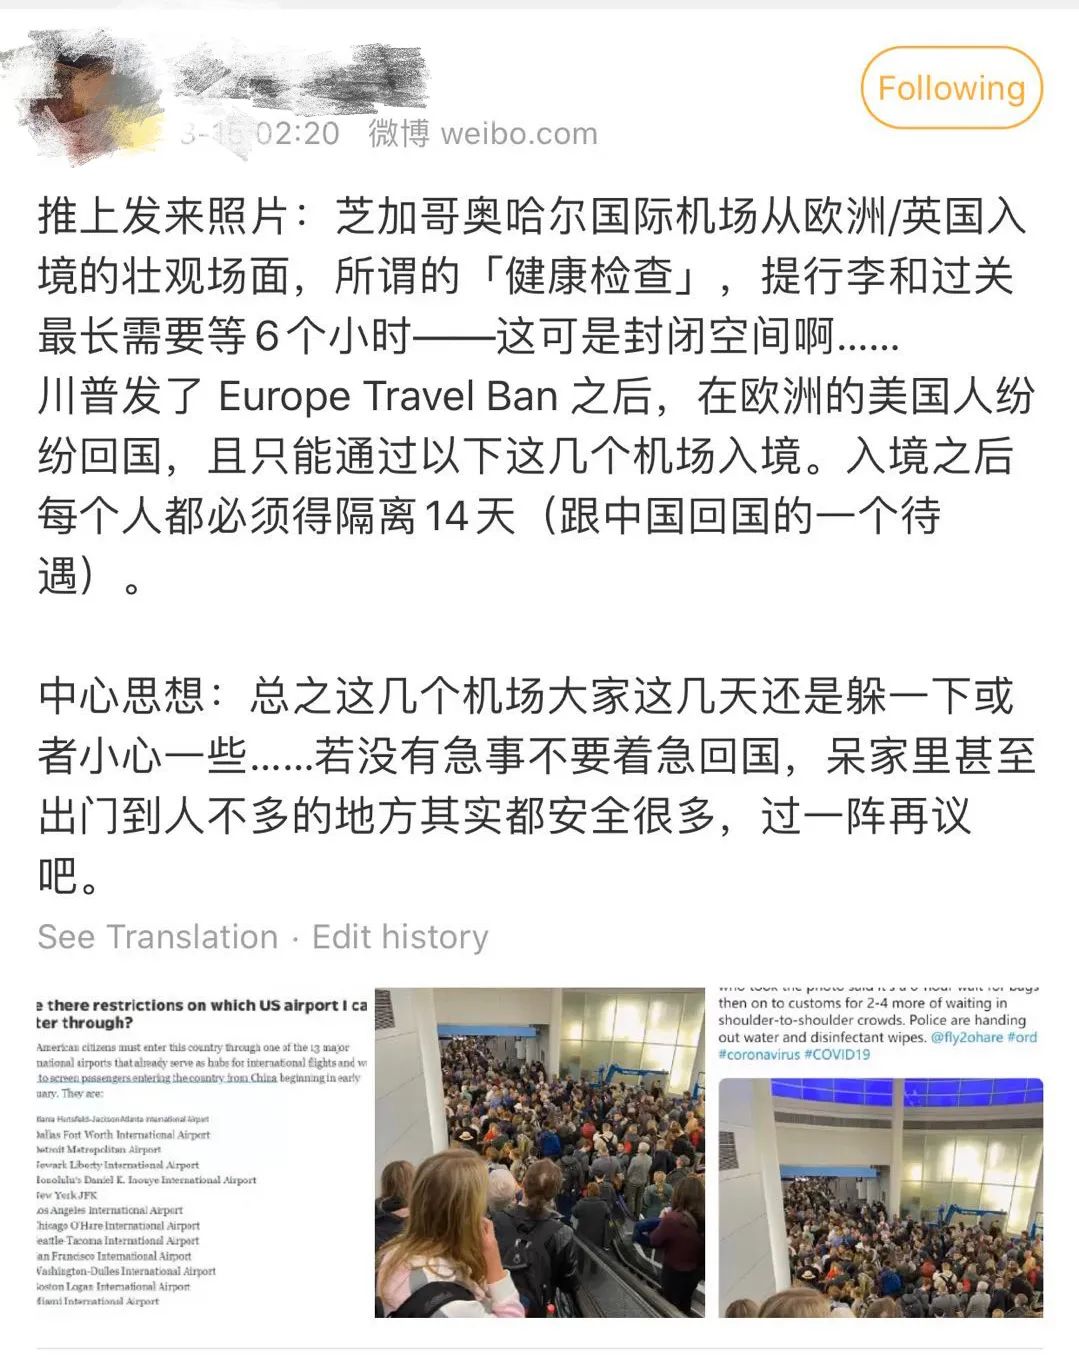 Following
02:20 微博 weibo.com
推上发来照片：芝加哥奥哈尔国际机场从欧洲/英国入
境的壮观场面，所谓的「健康检查」，提行李和过关
最长需要等6个小时——这可是封闭空间啊……
川普发了 Europe Travel Ban 之后，在欧洲的美国人纷
纷回国，且只能通过以下这几个机场入境。入境之后
每个人都必须得隔离14天（跟中国回国的一个待
遇）。
中心思想：总之这几个机场大家这几天还是躲一下或
者小心一些……若没有急事不要着急回国，呆家里甚至
出门到人不多的地方其实都安全很多，过一阵再议
吧。
See Translation · Edit history
e there restrictions on which US airport I ca
ter through?
American citizens must enter this country through one of the 13 major
national airports that already serve as hubs for international flights and w
to screen passengers entering the country from China beginning in early
uary. They are:
Hartsfield-Jackson Atlanta International Airport
Dallas Fort Worth International Airport
Detroit Metropolitan Airport
Newark Liberty International Airport
Honolulu's Daniel K. Inouye International Airport
New York JFK
Los Angeles International Airport
Chicago O'Hare International Airport
Seattle-Tacoma International Airport
San Francisco International Airport
Washington-Dulles International Airport
Boston Logan International Airport
Miami International Airport
who took the photo said it's a 6 hour wait for bags
then on to customs for 2-4 more of waiting in
shoulder-to-shoulder crowds. Police are handing
out water and disinfectant wipes. @fly2ohare #ord
#coronavirus #COVID19